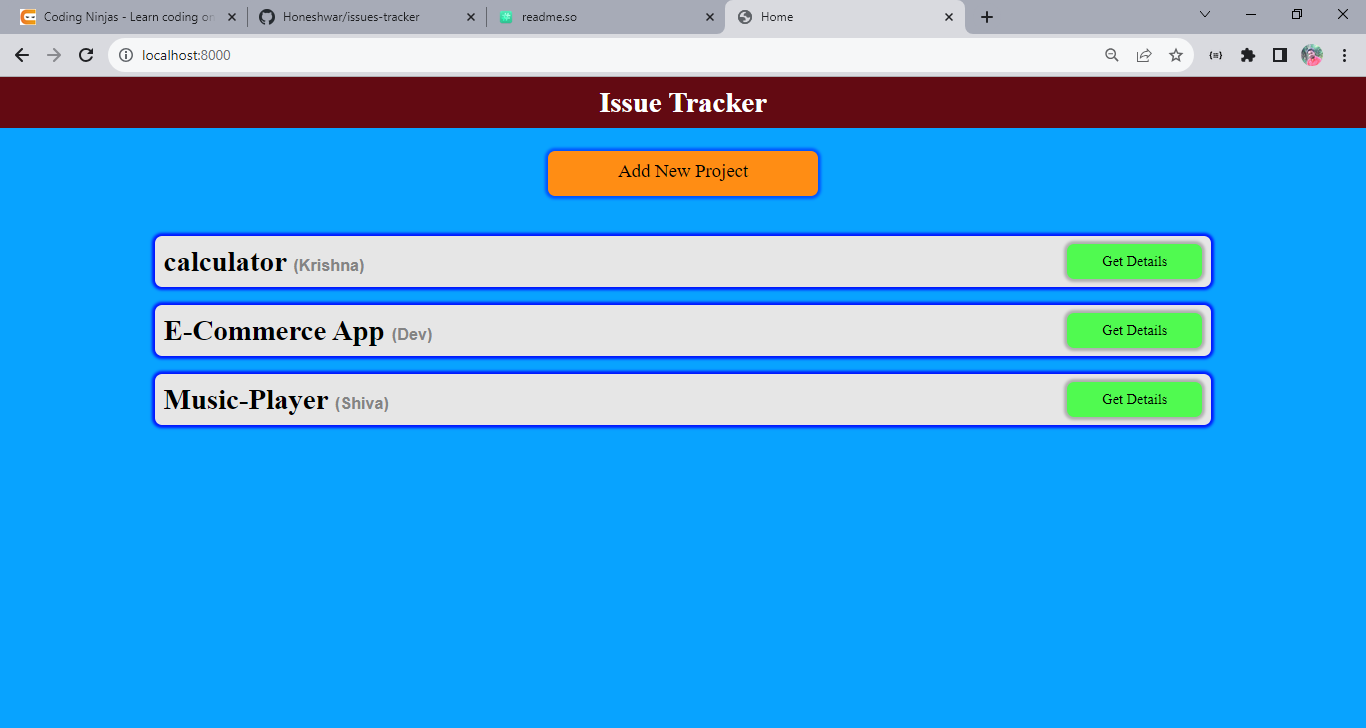 Coding Ninjas - Learn coding on
Honeshwar/issues-tracker
readme.so
Home
localhost:8000
Issue Tracker
Add New Project
calculator (Krishna)
Get Details
E-Commerce App (Dev)
Get Details
Music-Player (Shiva)
Get Details